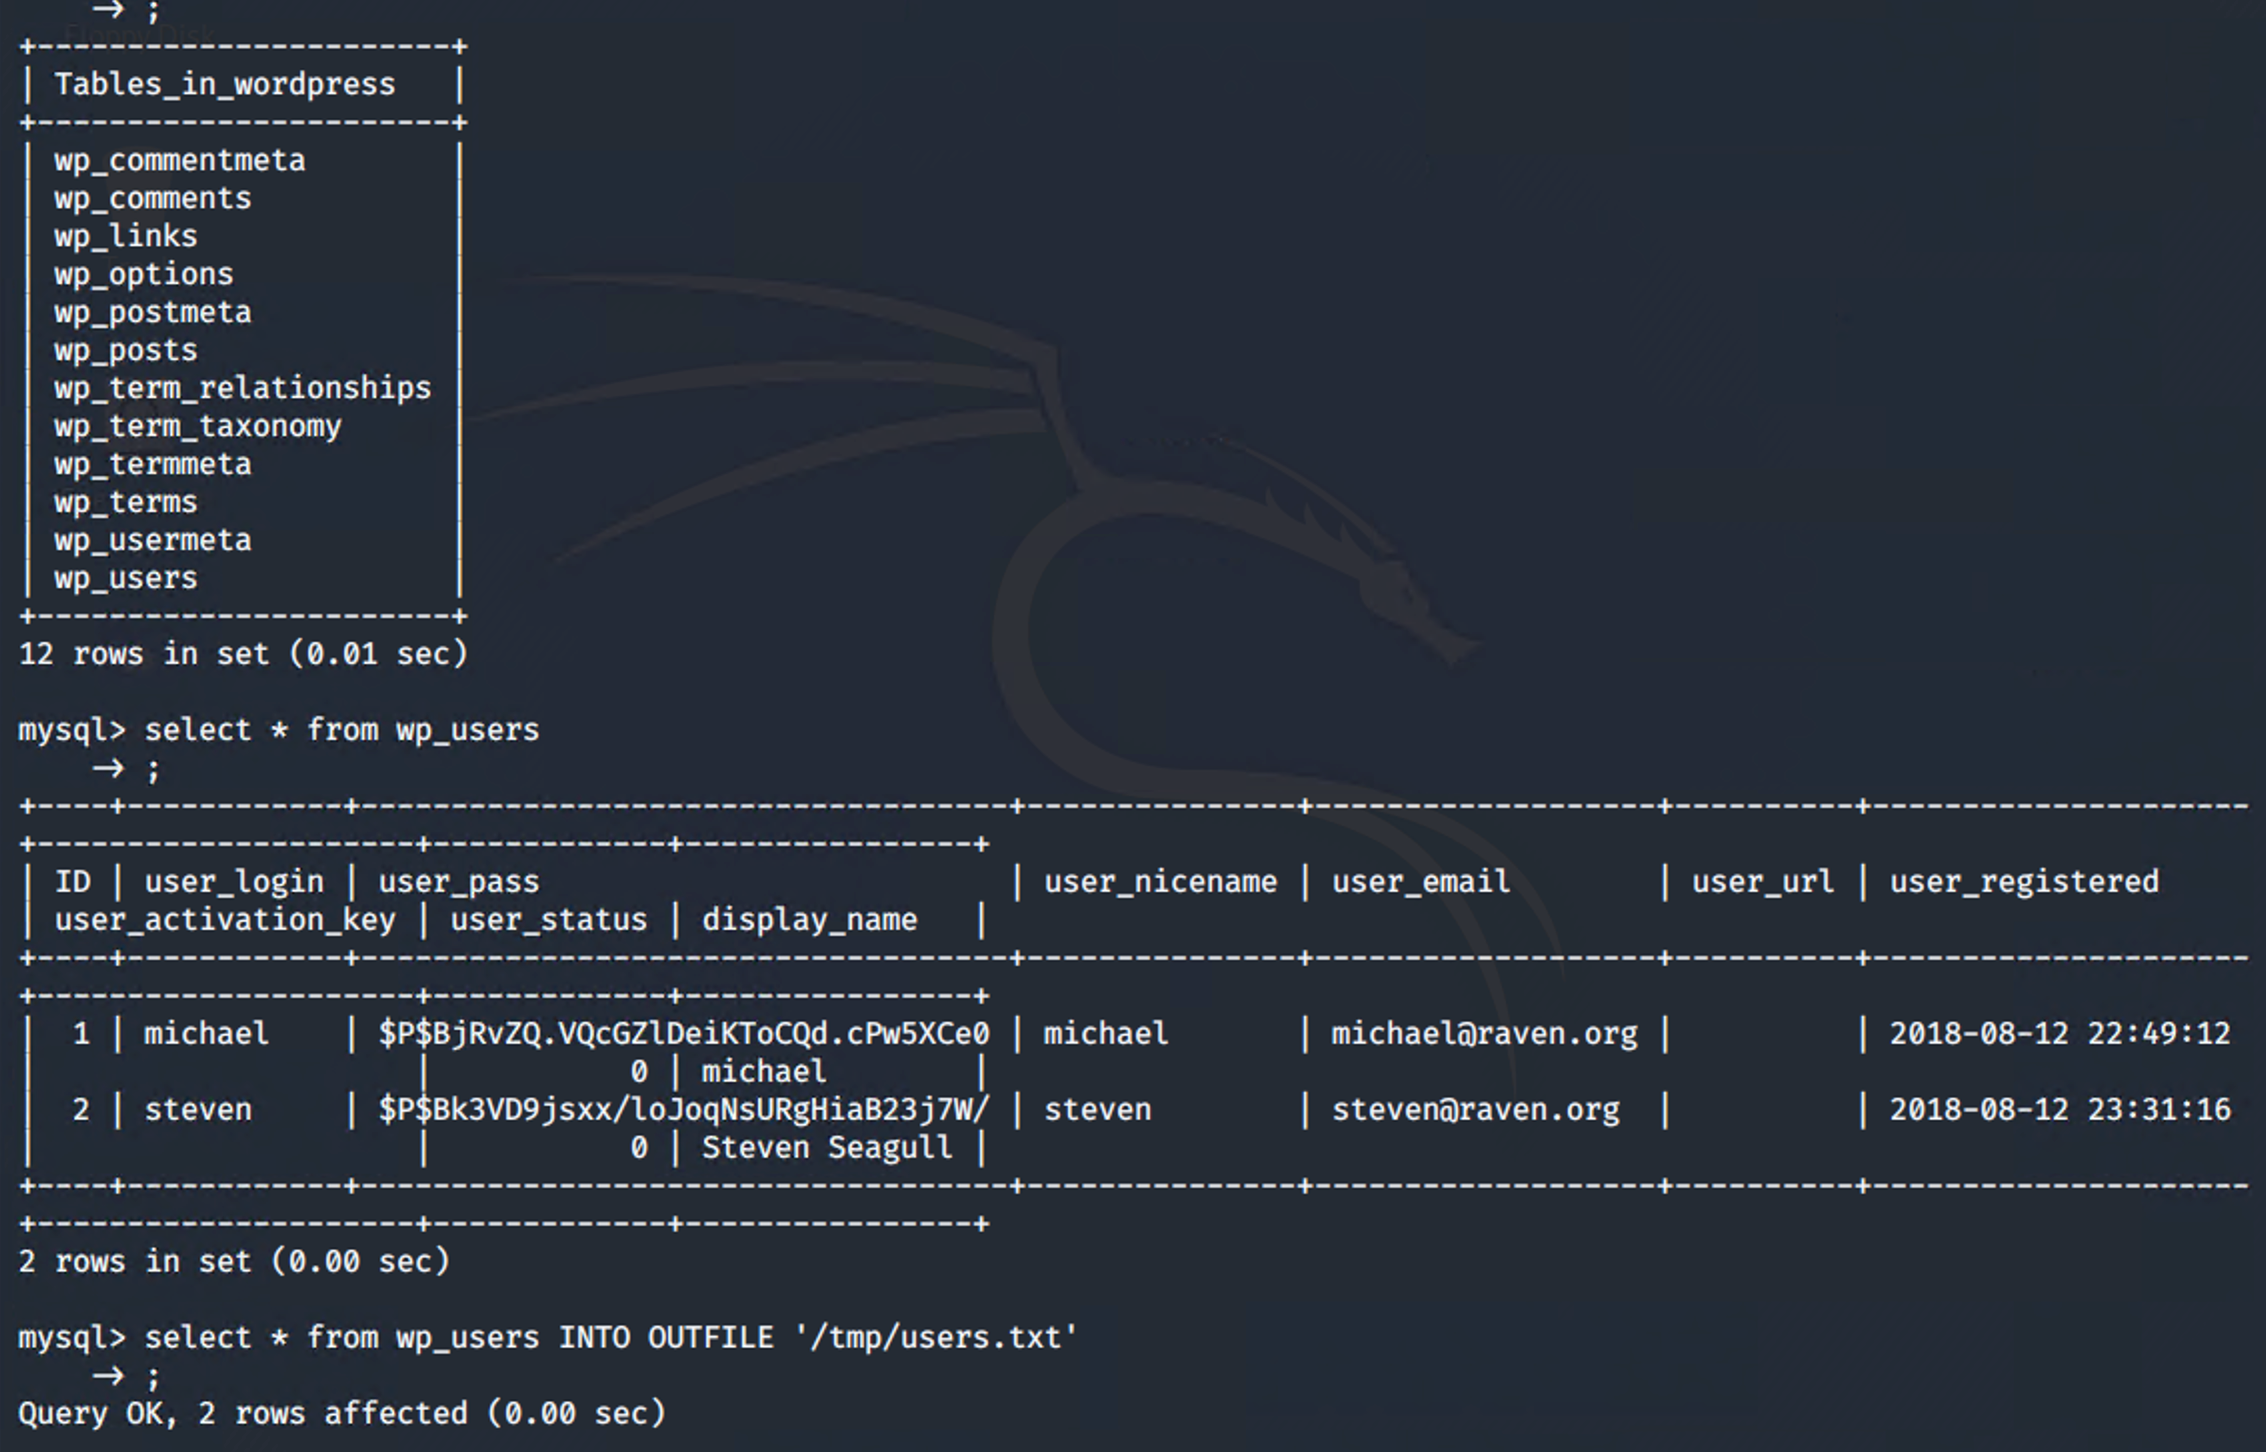 → ;
Floppy Disk
+-----------------------+
| Tables_in_wordpress   |
+-----------------------+
| wp_commentmeta        |
| wp_comments           |
| wp_links              |
| wp_options            |
| wp_postmeta           |
| wp_posts              |
| wp_term_relationships |
| wp_term_taxonomy      |
| wp_termmeta           |
| wp_terms              |
| wp_usermeta           |
| wp_users              |
+-----------------------+
12 rows in set (0.01 sec)
mysql> select * from wp_users
→ ;
+----+------------+------------------------------------+---------------+-------------------+----------+---------------------
+----------------------+-------------+----------------+
| ID | user_login | user_pass                          | user_nicename | user_email        | user_url | user_registered
| user_activation_key | user_status | display_name   |
+----+------------+------------------------------------+---------------+-------------------+----------+---------------------
+----------------------+-------------+----------------+
|  1 | michael    | $P$BjRvZQ.VQcGZlDeiKToCQd.cPw5XCe0 | michael       | michael@raven.org |          | 2018-08-12 22:49:12
|                     |           0 | michael        |
|  2 | steven     | $P$Bk3VD9jsxx/loJoqNsURgHiaB23j7W/ | steven        | steven@raven.org  |          | 2018-08-12 23:31:16
|                     |           0 | Steven Seagull |
+----+------------+------------------------------------+---------------+-------------------+----------+---------------------
+----------------------+-------------+----------------+
2 rows in set (0.00 sec)
mysql> select * from wp_users INTO OUTFILE '/tmp/users.txt'
→ ;
Query OK, 2 rows affected (0.00 sec)